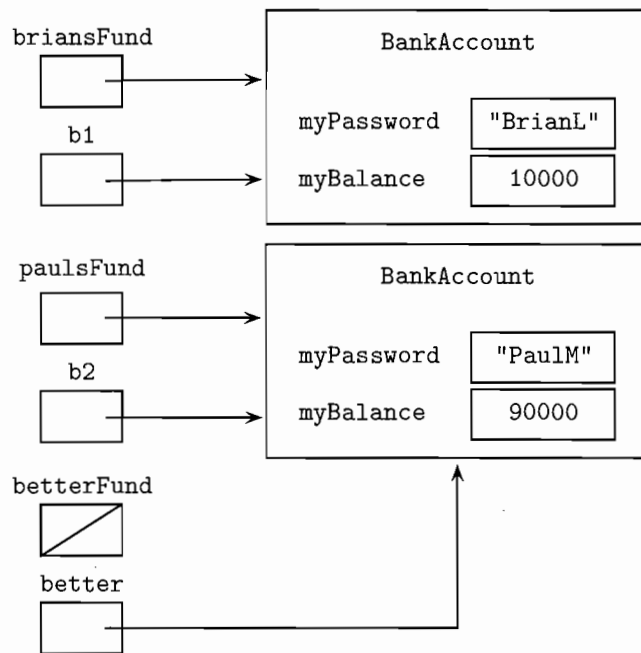 briansFund
BankAccount
myPassword "BrianL"
b1
myBalance 10000
paulsFund
BankAccount
myPassword "PaulM"
b2
myBalance 90000
betterFund
better